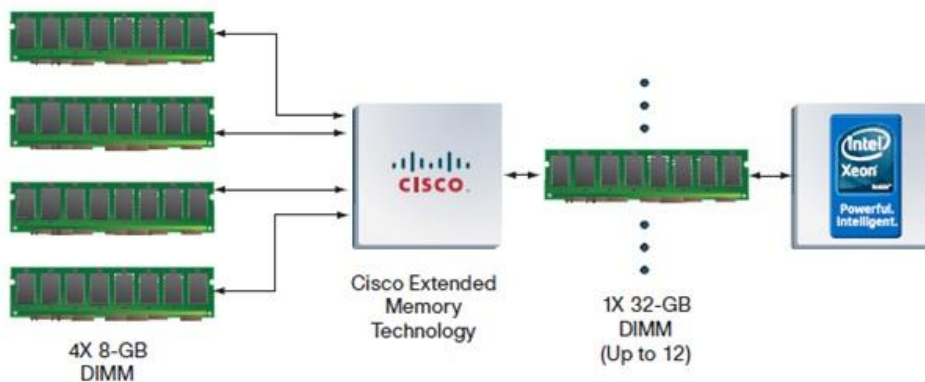 4X 8-GB
DIMM
CISCO
Cisco Extended
Memory
Technology
1X 32-GB
DIMM
(Up to 12)
intel
Xeon
inside™
Powerful.
Intelligent.